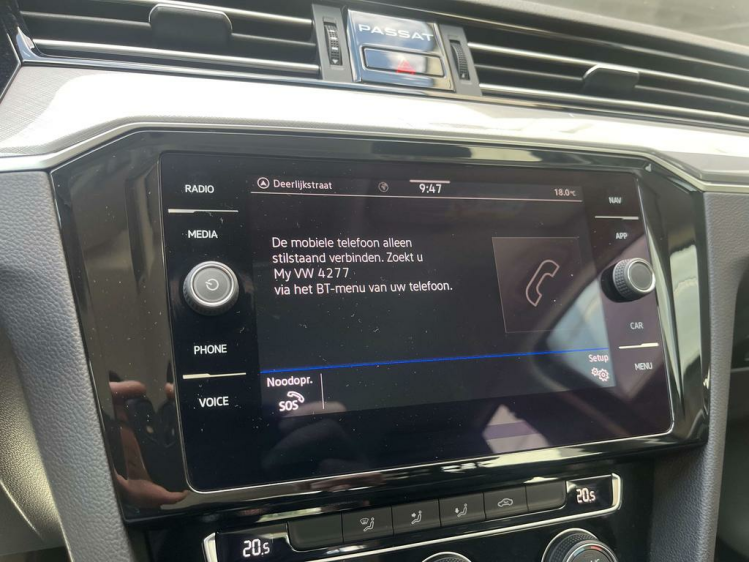 PASSAT
RADIO
MEDIA
PHONE
VOICE
Deerlijkstraat
9:47
18.0°C
De mobiele telefoon alleen
stilstaand verbinden. Zoekt u
My VW 4277
via het BT-menu van uw telefoon.
Noodopr.
SOS
Setup
NAV
APP
CAR
MENU
20.5
20.5